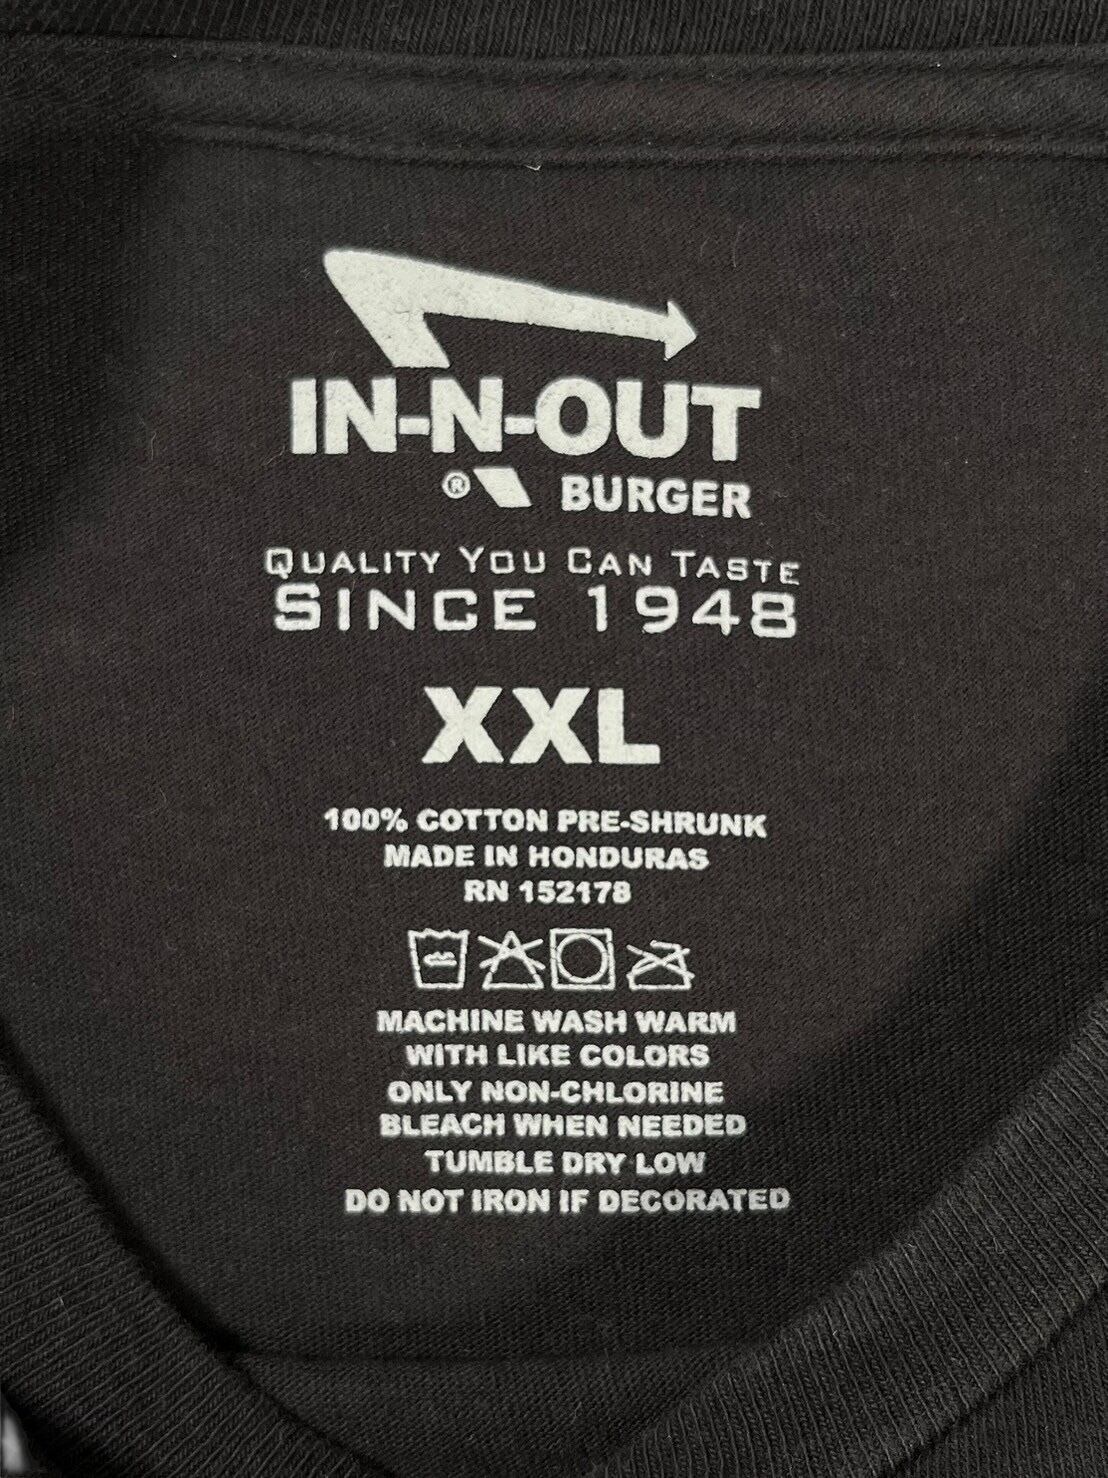 IN-N-OUT
® BURGER
QUALITY YOU CAN TASTE
SINCE 1948
XXL
100% COTTON PRE-SHRUNK
MADE IN HONDURAS
RN 152178
MACHINE WASH WARM
WITH LIKE COLORS
ONLY NON-CHLORINE
BLEACH WHEN NEEDED
TUMBLE DRY LOW
DO NOT IRON IF DECORATED